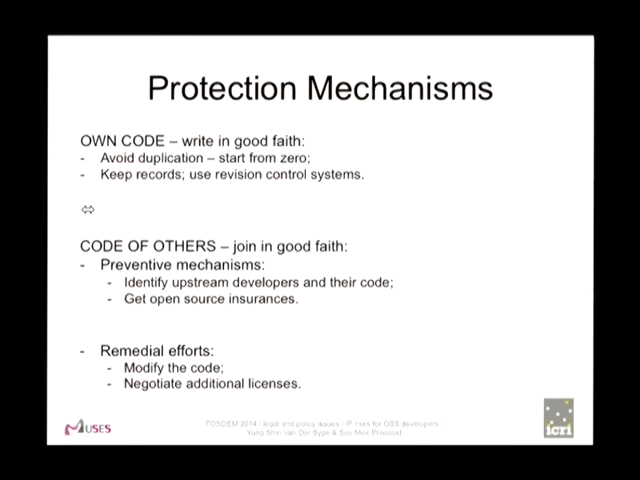 Protection Mechanisms
OWN CODE – write in good faith:
- Avoid duplication – start from zero;
- Keep records; use revision control systems.
⇔
CODE OF OTHERS – join in good faith:
- Preventive mechanisms:
- Identify upstream developers and their code;
- Get open source insurances.
- Remedial efforts:
- Modify the code;
- Negotiate additional licenses.
MUSES
FOSDEM 2014 | legal and policy issues | IP risks for OSS developers
Yung Shin Van Der Sype & Soo Mee Provoost
icri